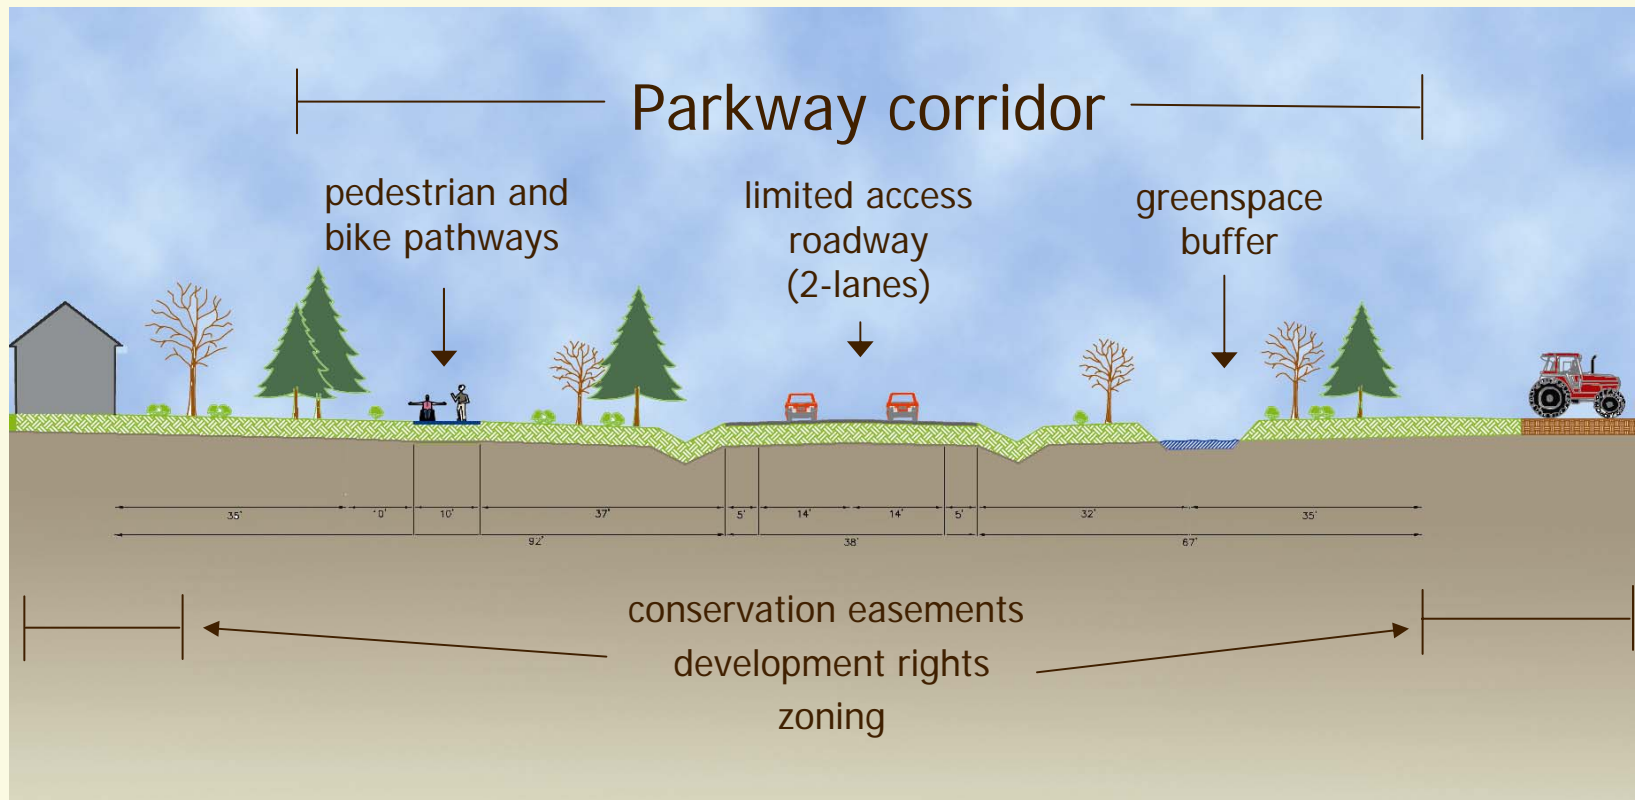 Parkway corridor
pedestrian and
bike pathways
limited access
roadway
(2-lanes)
greenspace
buffer
35' 10' 10' 37' 5' 14' 14' 5' 32' 35'
92' 38' 67'
conservation easements
development rights
zoning